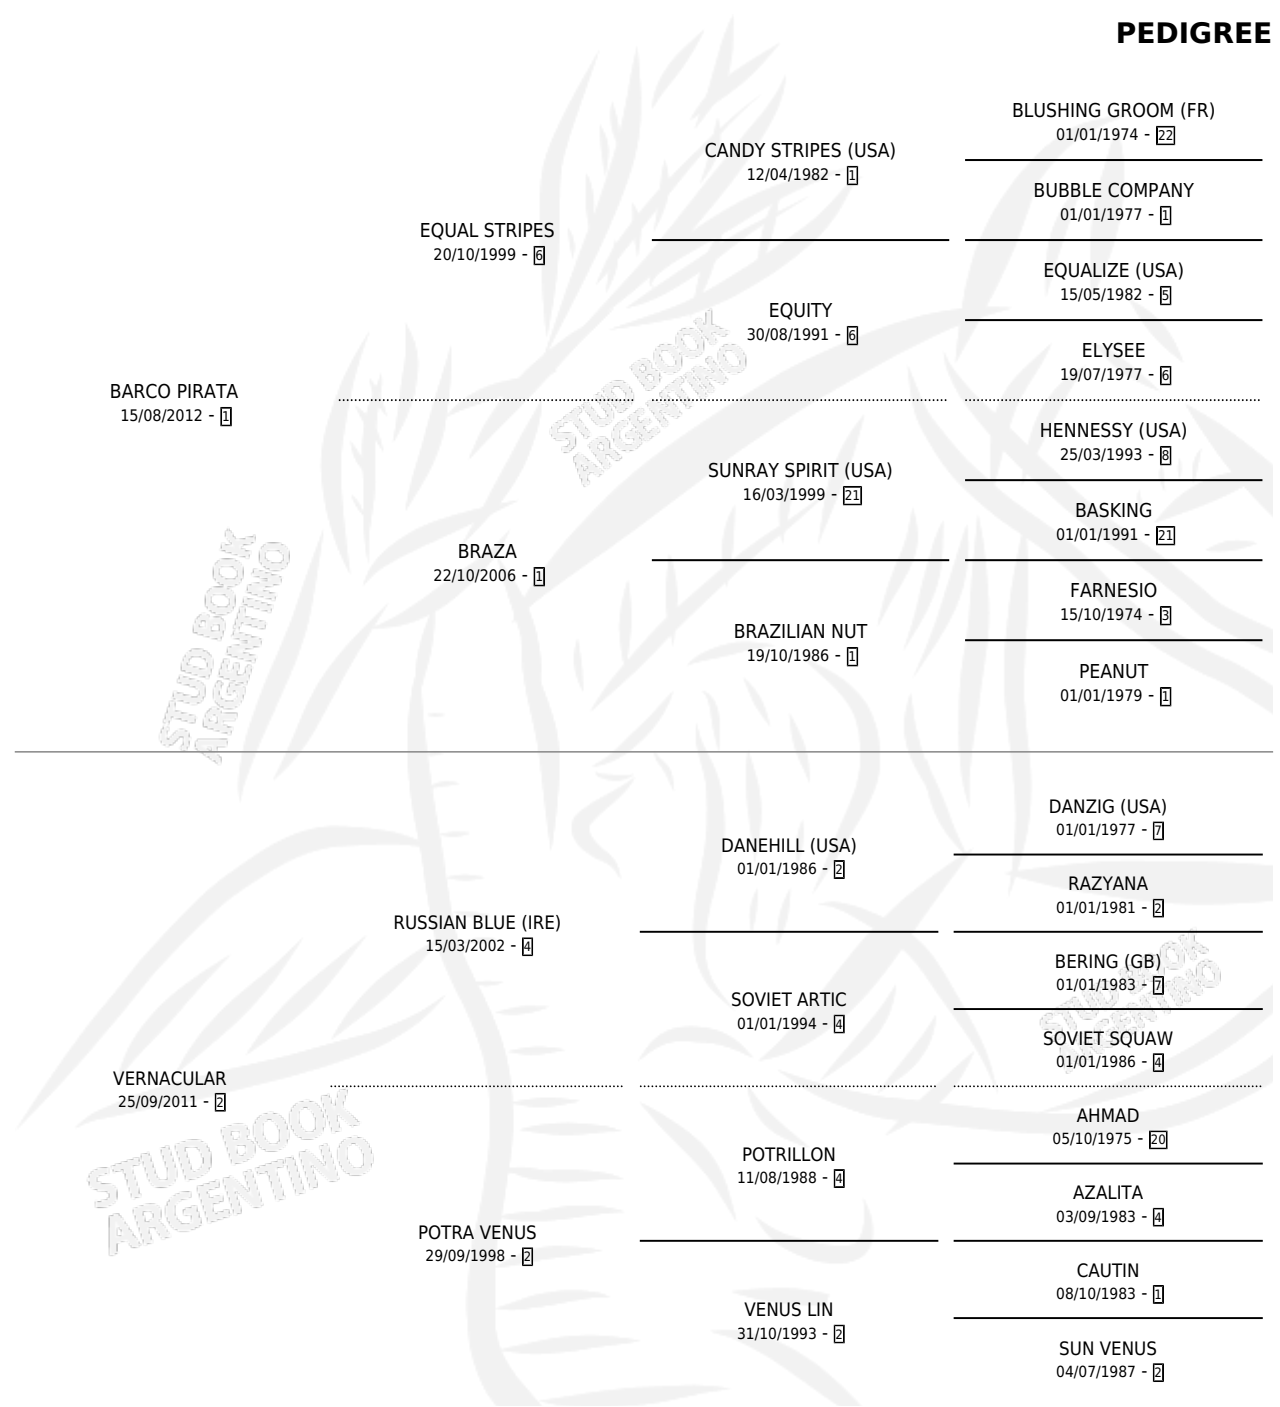 PEDIGREE
BLUSHING GROOM (FR)
01/01/1974 - 22
CANDY STRIPES (USA)
12/04/1982 - 1
BUBBLE COMPANY
01/01/1977 - 1
EQUAL STRIPES
20/10/1999 - 6
EQUALIZE (USA)
15/05/1982 - 5
EQUITY
30/08/1991 - 6
ELYSEE
19/07/1977 - 6
BARCO PIRATA
15/08/2012 - 1
HENNESSY (USA)
25/03/1993 - 8
SUNRAY SPIRIT (USA)
16/03/1999 - 21
BASKING
01/01/1991 - 21
BRAZA
22/10/2006 - 1
FARNESIO
15/10/1974 - 3
BRAZILIAN NUT
19/10/1986 - 1
PEANUT
01/01/1979 - 1
DANZIG (USA)
01/01/1977 - 7
DANEHILL (USA)
01/01/1986 - 2
RAZYANA
01/01/1981 - 2
RUSSIAN BLUE (IRE)
15/03/2002 - 4
BERING (GB)
01/01/1983 - 7
SOVIET ARTIC
01/01/1994 - 4
SOVIET SQUAW
01/01/1986 - 4
VERNACULAR
25/09/2011 - 2
AHMAD
05/10/1975 - 20
POTRILLON
11/08/1988 - 4
AZALITA
03/09/1983 - 4
POTRA VENUS
29/09/1998 - 2
CAUTIN
08/10/1983 - 1
VENUS LIN
31/10/1993 - 2
SUN VENUS
04/07/1987 - 2
STUD BOOK
ARGENTINO
STUD BOOK
ARGENTINO
STUD BOOK
ARGENTINO
STUD BOOK
ARGENTINO